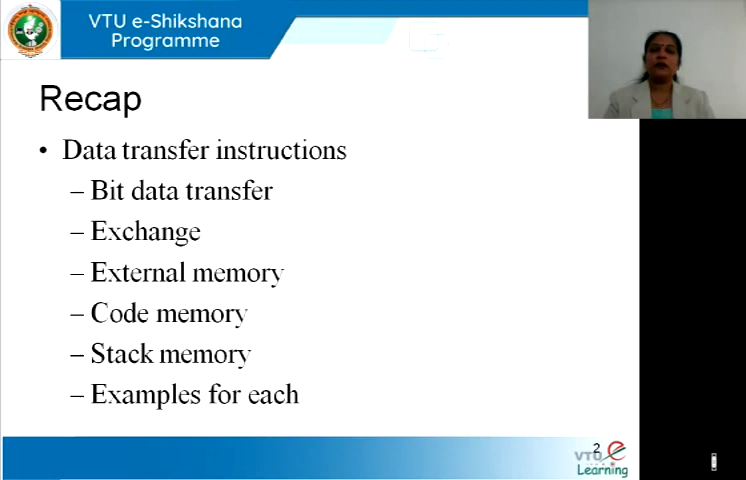 VTU e-Shikshana
Programme
Recap
• Data transfer instructions
– Bit data transfer
– Exchange
– External memory
– Code memory
– Stack memory
– Examples for each
2
VTU e
Learning